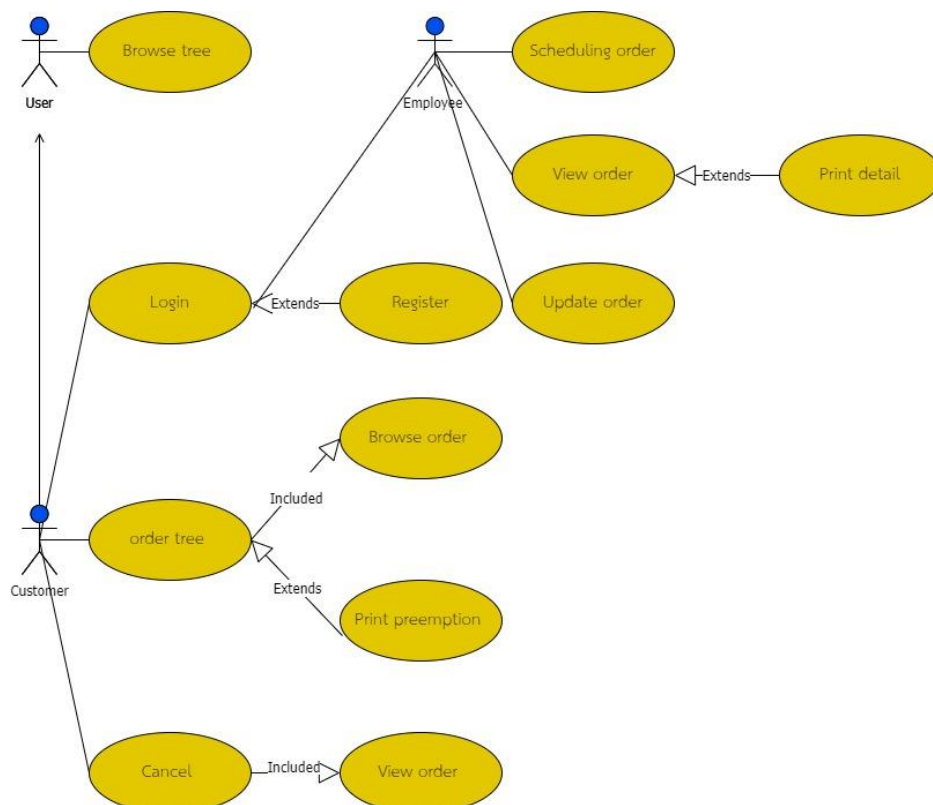 Browse tree
Scheduling order
User
Employee
View order
Extends
Print detail
Login
Extends
Register
Update order
Browse order
Included
order tree
Customer
Extends
Print preemption
Cancel
Included
View order